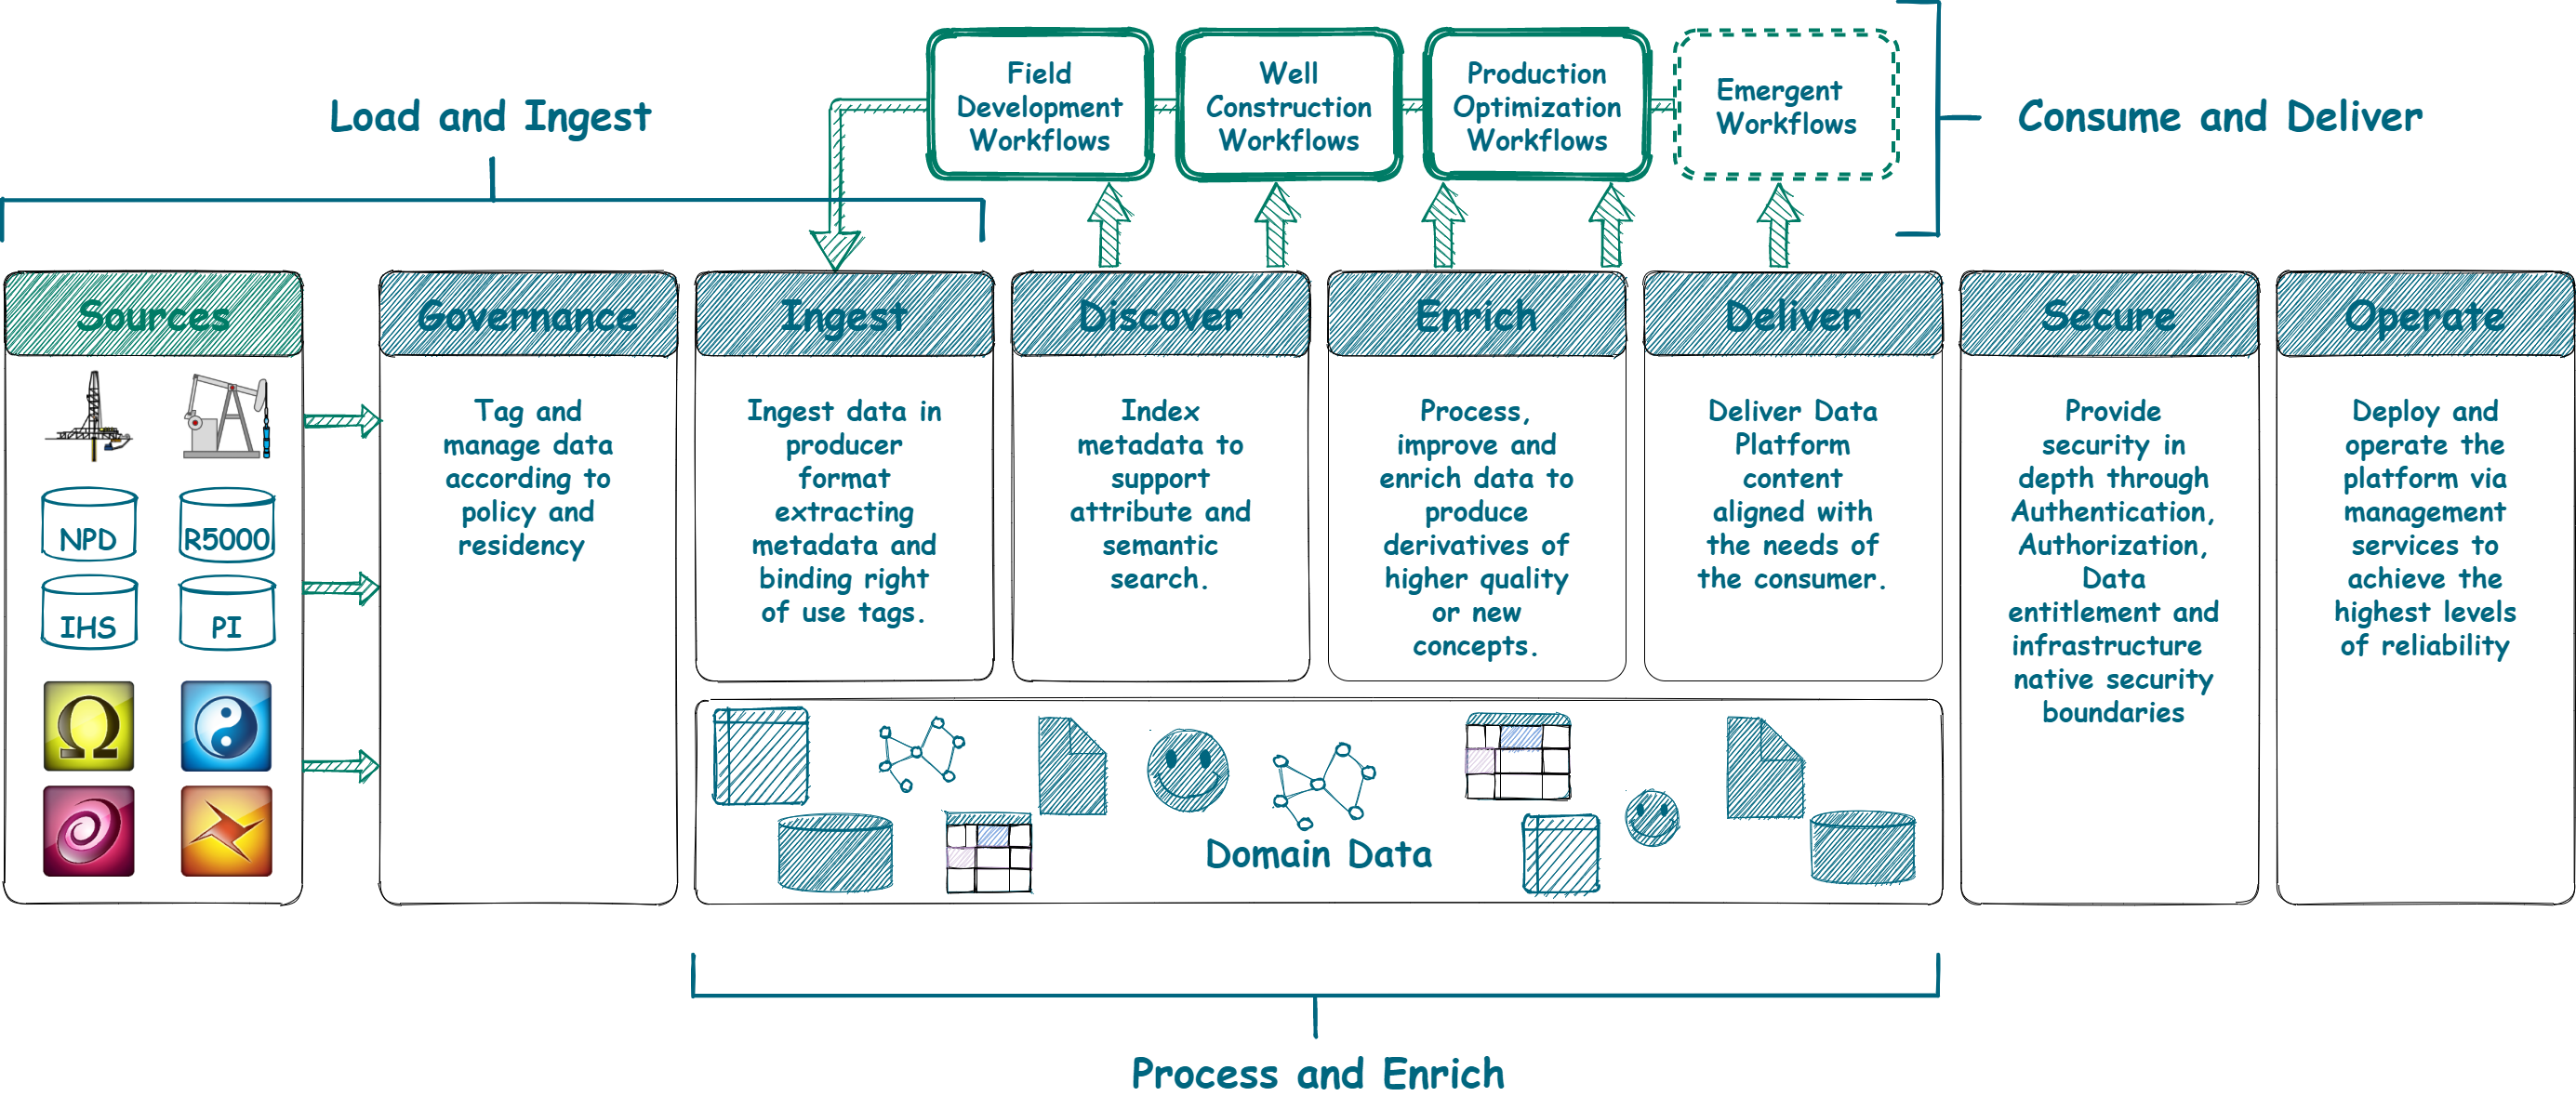 Load and Ingest
Field
Development
Workflows
Well
Construction
Workflows
Production
Optimization
Workflows
Emergent
Workflows
Consume and Deliver
Sources
NPD
R5000
IHS
PI
Ω
Governance
Tag and
manage data
according to
policy and
residency
Ingest
Ingest data in
producer
format
extracting
metadata and
binding right
of use tags.
Discover
Index
metadata to
support
attribute and
semantic
search.
Enrich
Process,
improve and
enrich data to
produce
derivatives of
higher quality
or new
concepts.
Deliver
Deliver Data
Platform
content
aligned with
the needs of
the consumer.
Secure
Provide
security in
depth through
Authentication,
Authorization,
Data
entitlement and
infrastructure
native security
boundaries
Operate
Deploy and
operate the
platform via
management
services to
achieve the
highest levels
of reliability
Domain Data
Process and Enrich